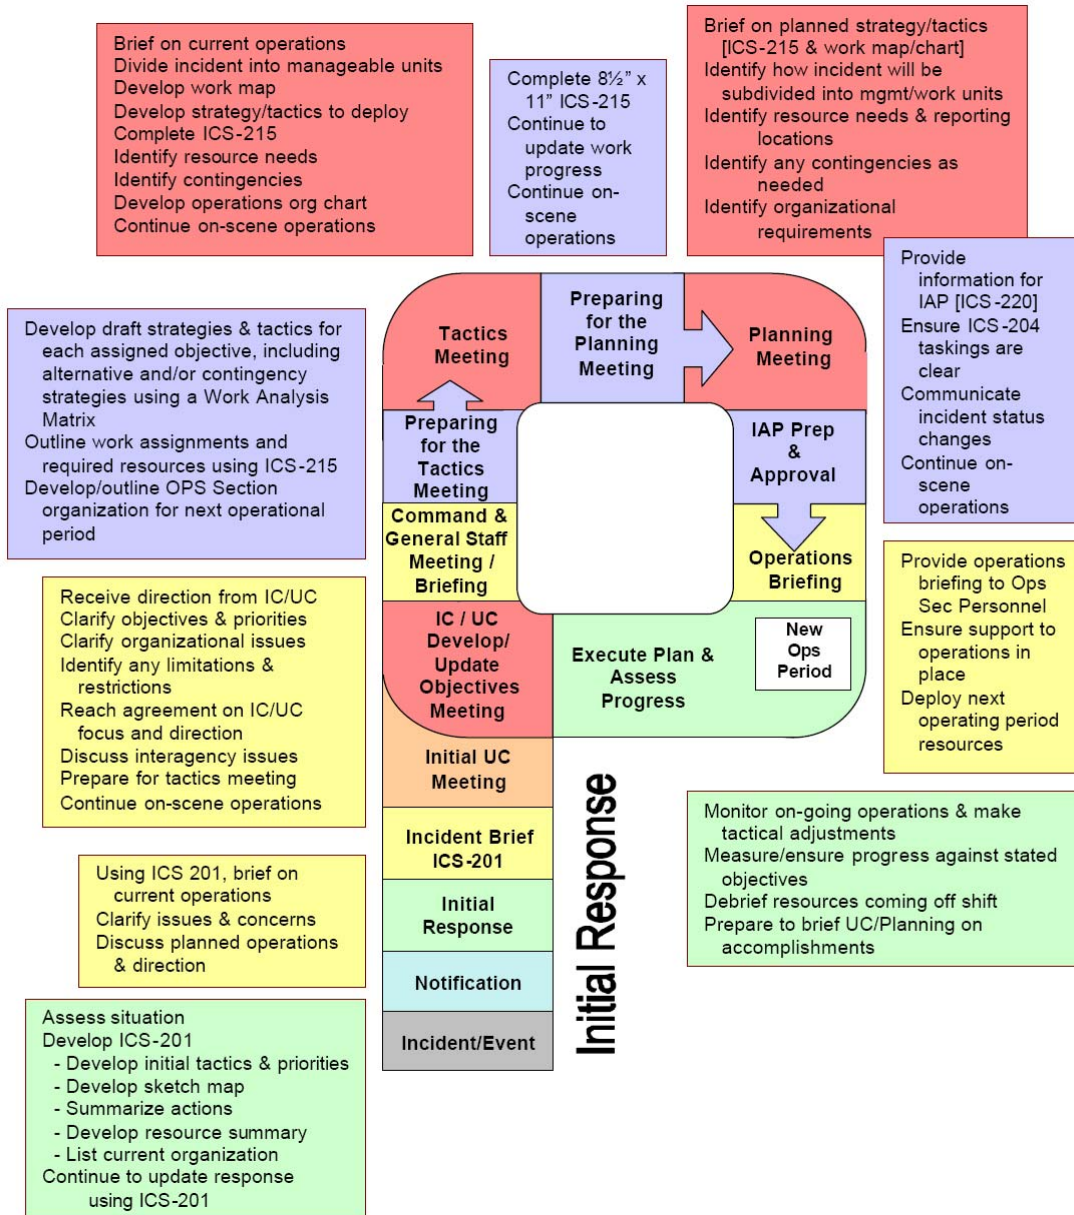 Brief on current operations
Divide incident into manageable units
Develop work map
Develop strategy/tactics to deploy
Complete ICS-215
Identify resource needs
Identify contingencies
Develop operations org chart
Continue on-scene operations
Complete 8½” x
11” ICS-215
Continue to
update work
progress
Continue on-
scene
operations
Brief on planned strategy/tactics
[ICS-215 & work map/chart]
Identify how incident will be
subdivided into mgmt/work units
Identify resource needs & reporting
locations
Identify any contingencies as
needed
Identify organizational
requirements
Provide
information for
IAP [ICS-220]
Ensure ICS-204
taskings are
clear
Communicate
incident status
changes
Continue on-
scene
operations
Develop draft strategies & tactics for
each assigned objective, including
alternative and/or contingency
strategies using a Work Analysis
Matrix
Outline work assignments and
required resources using ICS-215
Develop/outline OPS Section
organization for next operational
period
Tactics
Meeting
Preparing
for the
Planning
Meeting
Planning
Meeting
Preparing
for the
Tactics
Meeting
IAP Prep
&
Approval
Command &
General Staff
Meeting /
Briefing
Operations
Briefing
IC / UC
Develop/
Update
Objectives
Meeting
Execute Plan &
Assess
Progress
New
Ops
Period
Receive direction from IC/UC
Clarify objectives & priorities
Clarify organizational issues
Identify any limitations &
restrictions
Reach agreement on IC/UC
focus and direction
Discuss interagency issues
Prepare for tactics meeting
Continue on-scene operations
Provide operations
briefing to Ops
Sec Personnel
Ensure support to
operations in
place
Deploy next
operating period
resources
Initial UC
Meeting
Incident Brief
ICS-201
Initial
Response
Notification
Incident/Event
Initial Response
Monitor on-going operations & make
tactical adjustments
Measure/ensure progress against stated
objectives
Debrief resources coming off shift
Prepare to brief UC/Planning on
accomplishments
Using ICS 201, brief on
current operations
Clarify issues & concerns
Discuss planned operations
& direction
Assess situation
Develop ICS-201
- Develop initial tactics & priorities
- Develop sketch map
- Summarize actions
- Develop resource summary
- List current organization
Continue to update response
using ICS-201